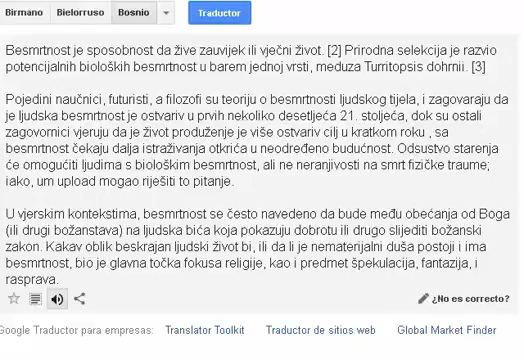 Birmano Bielorruso Bosnio Traductor
Besmrtnost je sposobnost da žive zauvijek ili vječni život. [2] Prirodna selekcija je razvio
potencijalnih bioloških besmrtnost u barem jednoj vrsti, meduza Turritopsis dohrnii. [3]
Pojedini naučnici, futuristi, a filozofi su teoriju o besmrtnosti ljudskog tijela, i zagovaraju da
je ljudska besmrtnost je ostvariv u prvih nekoliko desetljeća 21. stoljeća, dok su ostali
zagovornici vjeruju da je život produženje je više ostvariv cilj u kratkom roku , sa
besmrtnost čekaju dalja istraživanja otkrića u neodređeno budućnost. Odsustvo starenja
će omogućiti ljudima s biološkim besmrtnost, ali ne neranjivosti na smrt fizičke traume;
iako, um upload mogao riješiti to pitanje.
U vjerskim kontekstima, besmrtnost se često navedeno da bude među obećanja od Boga
(ili drugi božanstava) na ljudska bića koja pokazuju dobrotu ili drugo slijediti božanski
zakon. Kakav oblik beskrajan ljudski život bi, ili da li je nematerijalni duša postoji i ima
besmrtnost, bio je glavna točka fokusa religije, kao i predmet špekulacija, fantazija, i
rasprava.
¿No es correcto?
Google Traductor para empresas: Translator Toolkit Traductor de sitios web Global Market Finder